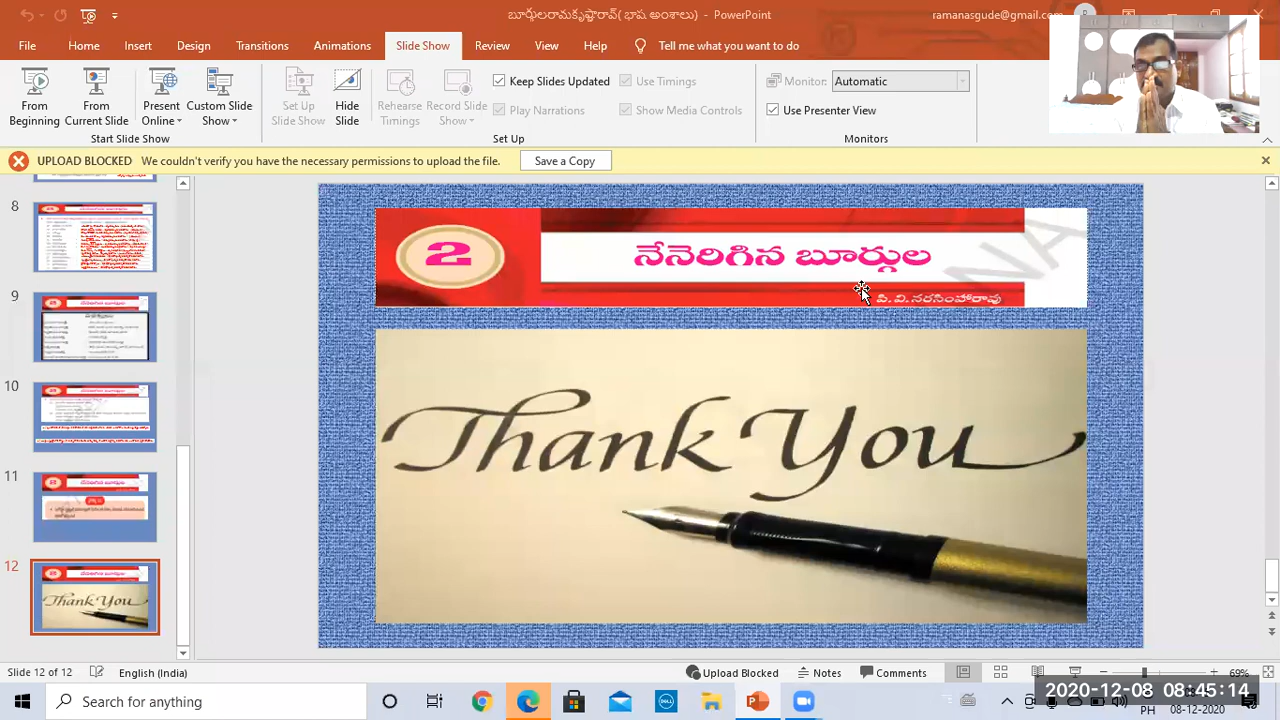 బూర్గులరామకృష్ణారావ్( భాష అంశాలు) - PowerPoint
ramanasgude@gmail.com
File Home Insert Design Transitions Animations Slide Show Review View Help Tell me what you want to do
From Beginning
From Current Slide
Present Online
Custom Slide Show
Set Up Slide Show
Hide Slide
Rehearse Timings
Record Slide Show
Keep Slides Updated
Play Narrations
Use Timings
Show Media Controls
Monitor: Automatic
Use Presenter View
Start Slide Show
Set Up
Monitors
UPLOAD BLOCKED We couldn't verify you have the necessary permissions to upload the file. Save a Copy
8
9
10
11
12
2
నేనెరిగిన బూర్గుల
పి. వి. నరసింహారావు
Thank You
Slide 12 of 12 English (India) Upload Blocked Notes Comments 69%
Type here to search
2020-12-08 08:45:14
PH 08-12-2020